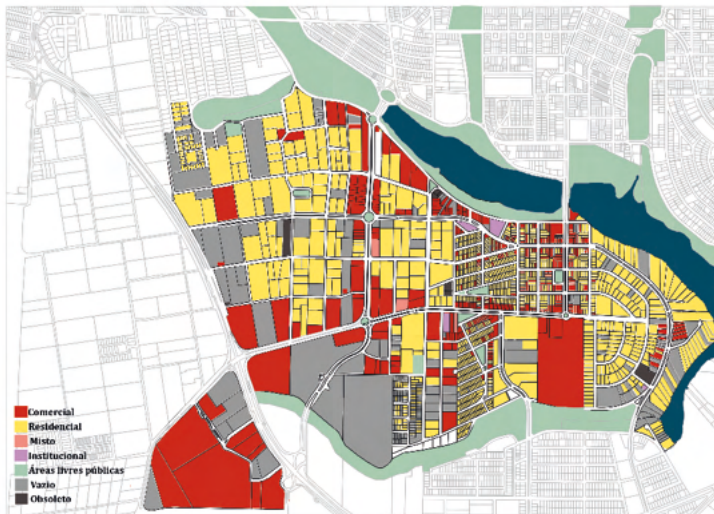 Comercial
Residencial
Misto
Institucional
Áreas livres públicas
Vazio
Obsoleto